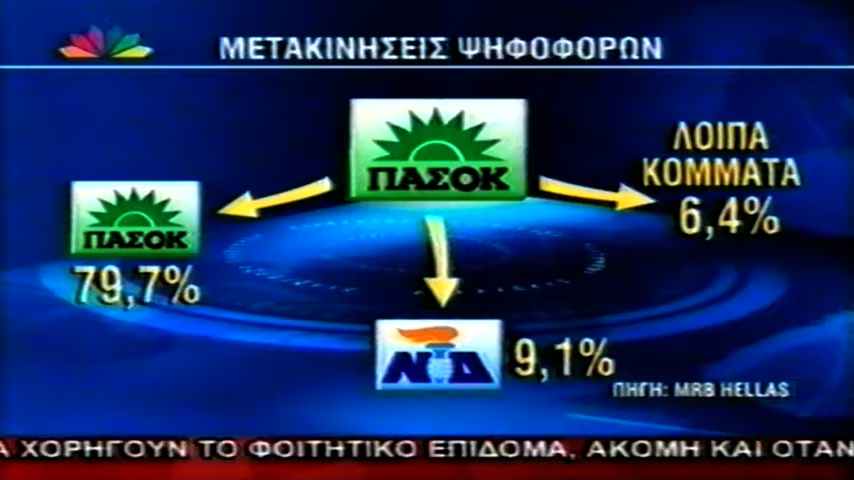 ΜΕΤΑΚΙΝΗΣΕΙΣ ΨΗΦΟΦΟΡΩΝ
ΠΑΣΟΚ
ΛΟΙΠΑ
ΚΟΜΜΑΤΑ
6,4%
ΠΑΣΟΚ
79,7%
ΝΔ
9,1%
ΠΗΓΗ: MRB HELLAS
Α ΧΟΡΗΓΟΥΝ ΤΟ ΦΟΙΤΗΤΙΚΟ ΕΠΙΔΟΜΑ, ΑΚΟΜΗ ΚΑΙ ΟΤΑΝ